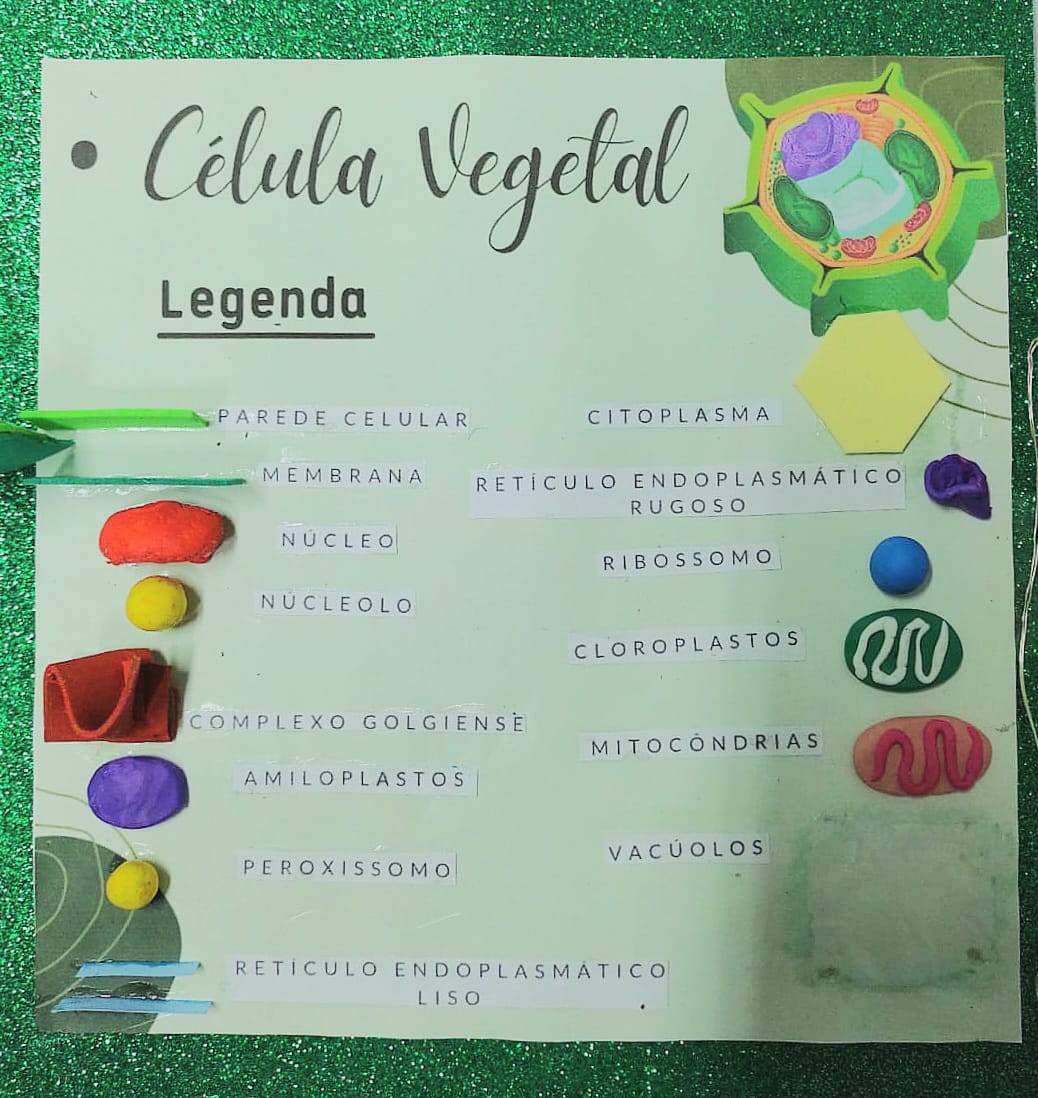 Célula Vegetal
Legenda
PAREDE CELULAR
MEMBRANA
NÚCLEO
NÚCLEOLO
COMPLEXO GOLGIENSE
AMILOPLASTOS
PEROXISSOMO
RETÍCULO ENDOPLASMÁTICO
LISO
CITOPLASMA
RETÍCULO ENDOPLASMÁTICO
RUGOSO
RIBOSSOMO
CLOROPLASTOS
MITOCÔNDRIAS
VACÚOLOS